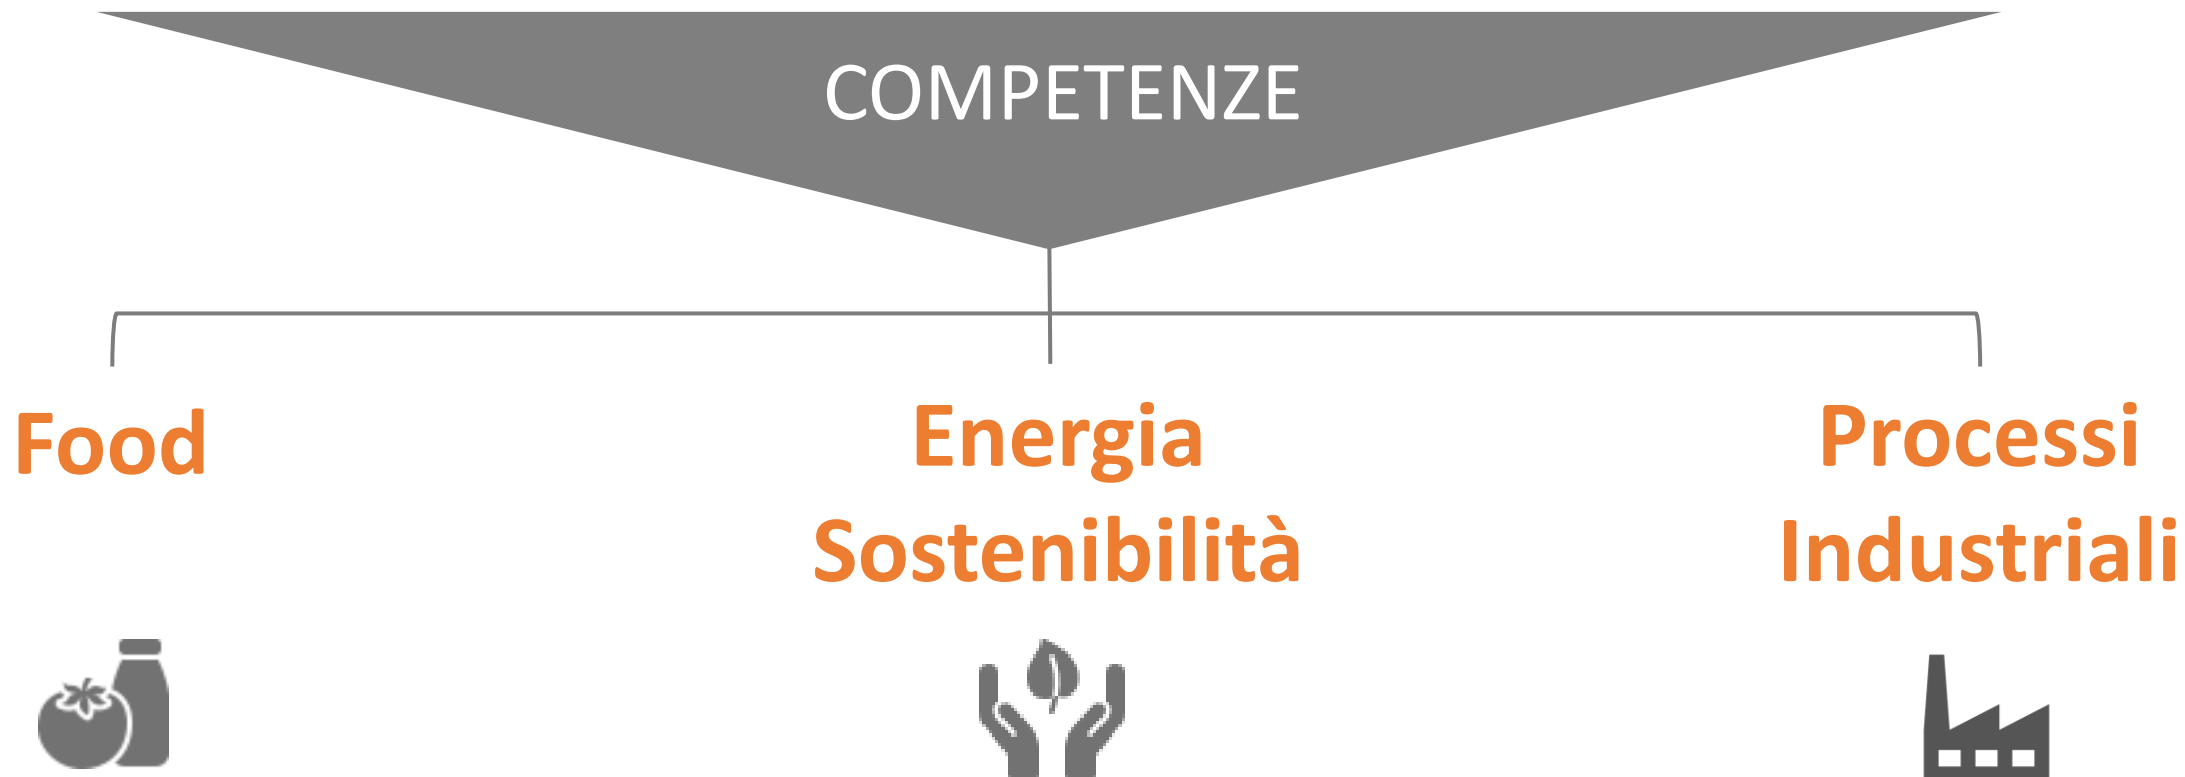 COMPETENZE
Food
Energia
Sostenibilità
Processi
Industriali